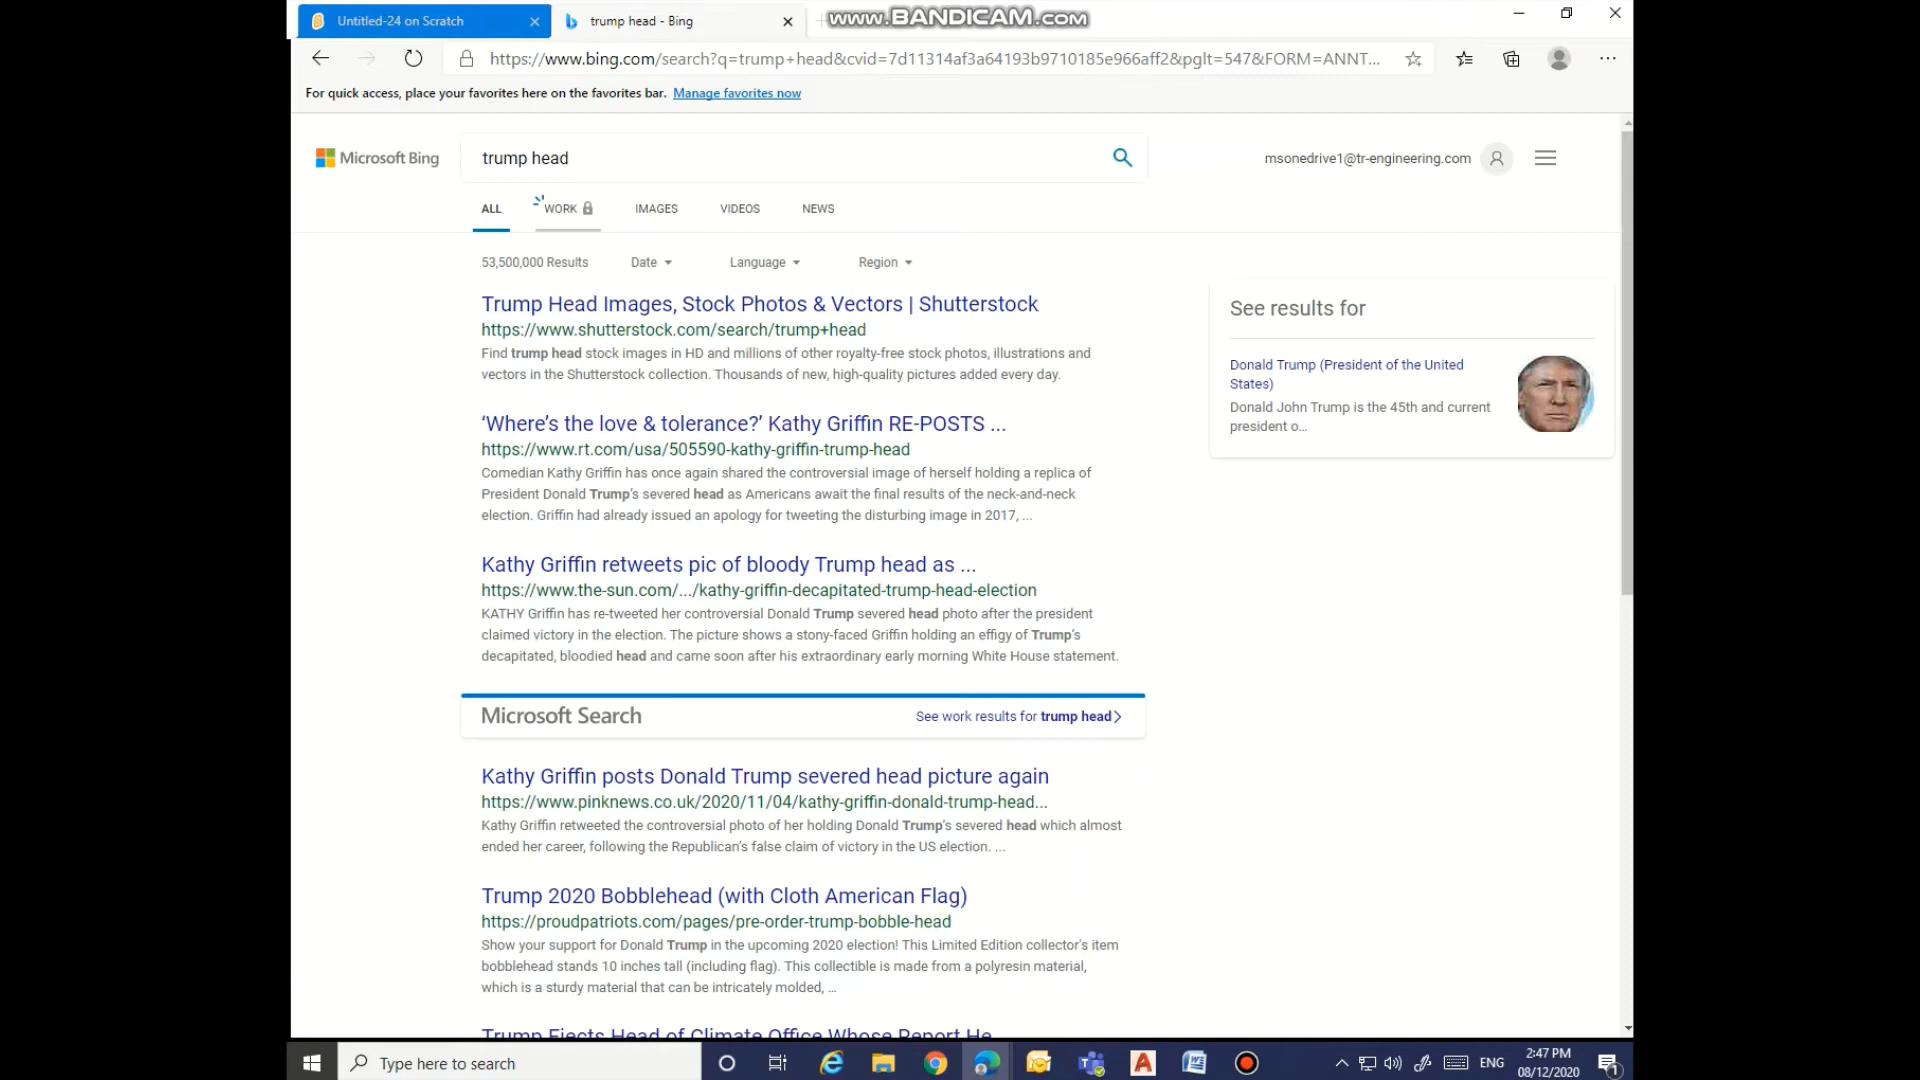 Untitled-24 on Scratch
trump head - Bing
www.BANDICAM.com
https://www.bing.com/search?q=trump+head&cvid=7d11314af3a64193b9710185e966aff2&pglt=547&FORM=ANNT...
For quick access, place your favorites here on the favorites bar. Manage favorites now
Microsoft Bing
trump head
msonedrive1@tr-engineering.com
ALL WORK IMAGES VIDEOS NEWS
53,500,000 Results Date Language Region
Trump Head Images, Stock Photos & Vectors | Shutterstock
https://www.shutterstock.com/search/trump+head
Find trump head stock images in HD and millions of other royalty-free stock photos, illustrations and
vectors in the Shutterstock collection. Thousands of new, high-quality pictures added every day.
‘Where’s the love & tolerance?’ Kathy Griffin RE-POSTS ...
https://www.rt.com/usa/505590-kathy-griffin-trump-head
Comedian Kathy Griffin has once again shared the controversial image of herself holding a replica of
President Donald Trump’s severed head as Americans await the final results of the neck-and-neck
election. Griffin had already issued an apology for tweeting the disturbing image in 2017, ...
Kathy Griffin retweets pic of bloody Trump head as ...
https://www.the-sun.com/.../kathy-griffin-decapitated-trump-head-election
KATHY Griffin has re-tweeted her controversial Donald Trump severed head photo after the president
claimed victory in the election. The picture shows a stony-faced Griffin holding an effigy of Trump’s
decapitated, bloodied head and came soon after his extraordinary early morning White House statement.
Microsoft Search
See work results for trump head
Kathy Griffin posts Donald Trump severed head picture again
https://www.pinknews.co.uk/2020/11/04/kathy-griffin-donald-trump-head...
Kathy Griffin retweeted the controversial photo of her holding Donald Trump’s severed head which almost
ended her career, following the Republican’s false claim of victory in the US election. ...
Trump 2020 Bobblehead (with Cloth American Flag)
https://proudpatriots.com/pages/pre-order-trump-bobble-head
Show your support for Donald Trump in the upcoming 2020 election! This Limited Edition collector's item
bobblehead stands 10 inches tall (including flag). This collectible is made from a polyresin material,
which is a sturdy material that can be intricately molded, ...
Trump Ejects Head of Climate Office Whose Report He
See results for
Donald Trump (President of the United
States)
Donald John Trump is the 45th and current
president o...
Type here to search
ENG
2:47 PM
08/12/2020
1